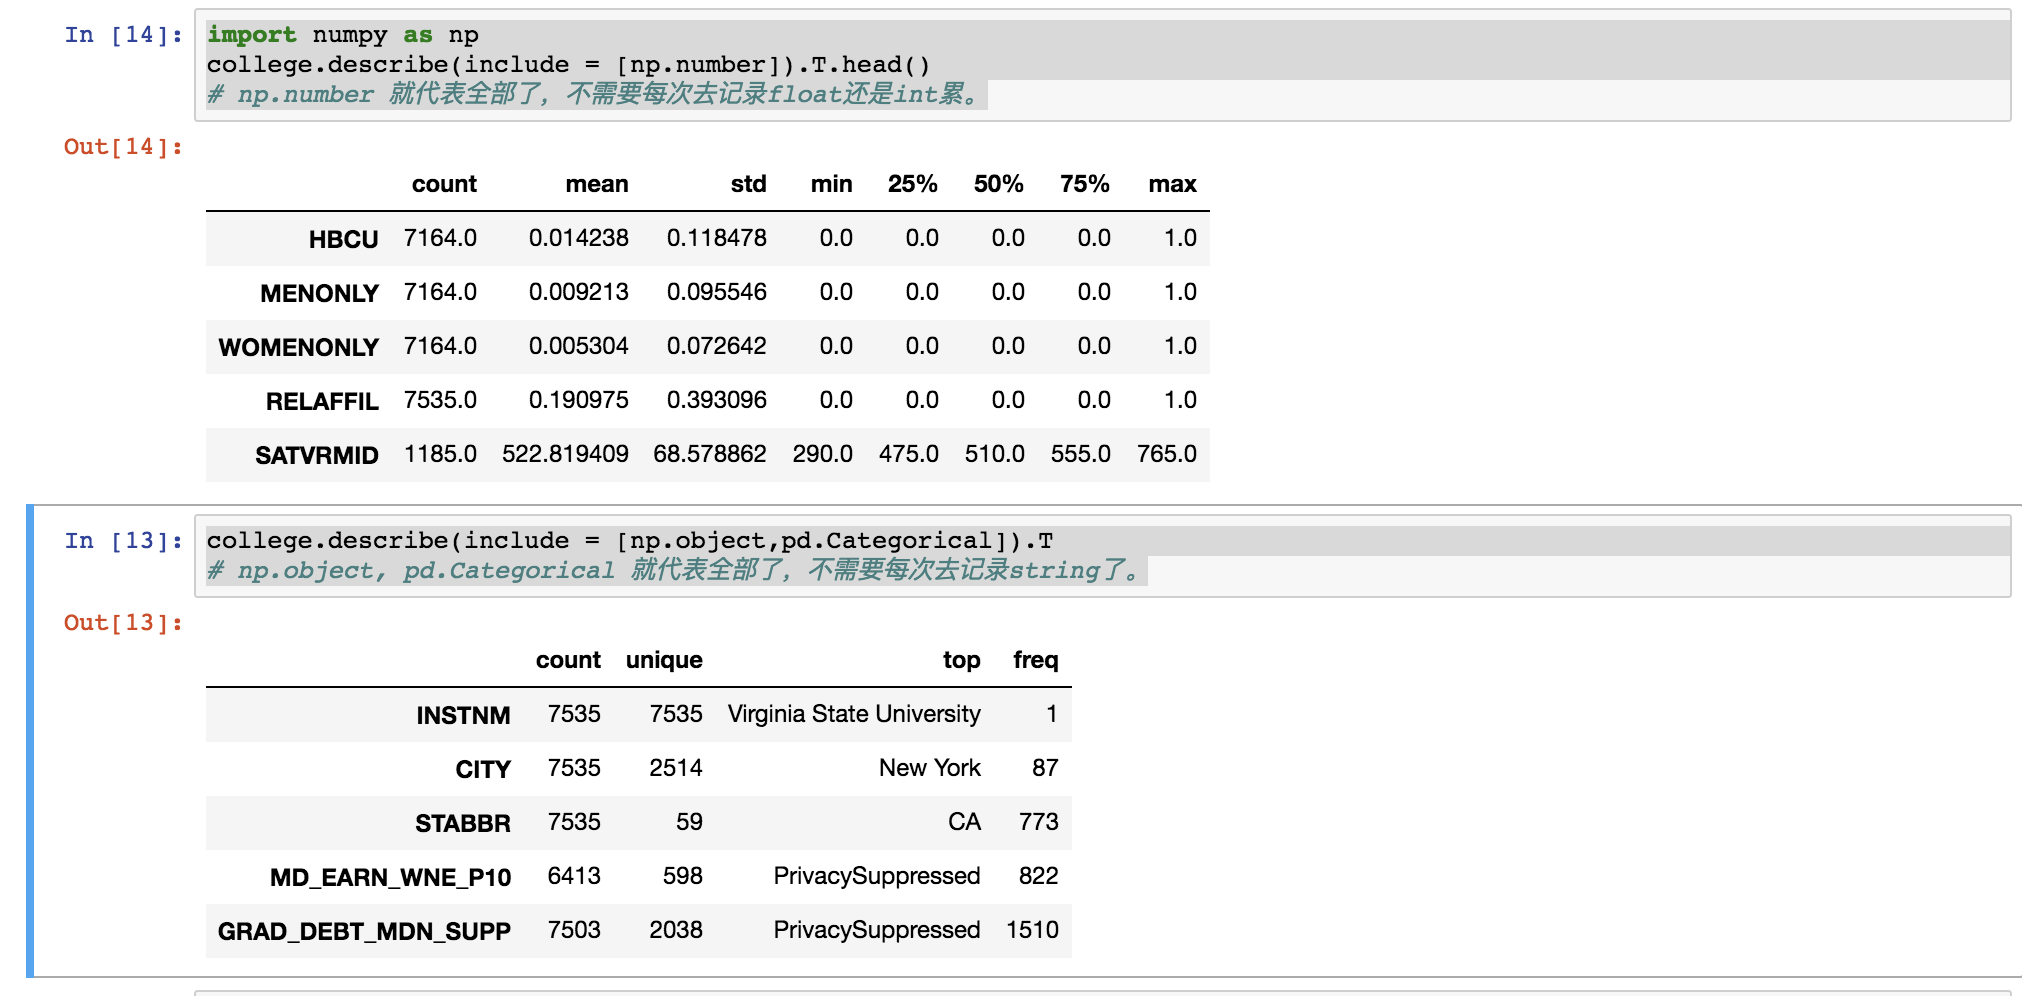 In [14]: import numpy as np
college.describe(include = [np.number]).T.head()
# np.number 就代表全部了，不需要每次去记录float还是int累。
Out[14]:
count mean std min 25% 50% 75% max
HBCU 7164.0 0.014238 0.118478 0.0 0.0 0.0 0.0 1.0
MENONLY 7164.0 0.009213 0.095546 0.0 0.0 0.0 0.0 1.0
WOMENONLY 7164.0 0.005304 0.072642 0.0 0.0 0.0 0.0 1.0
RELAFFIL 7535.0 0.190975 0.393096 0.0 0.0 0.0 0.0 1.0
SATVRMID 1185.0 522.819409 68.578862 290.0 475.0 510.0 555.0 765.0
In [13]: college.describe(include = [np.object,pd.Categorical]).T
# np.object, pd.Categorical 就代表全部了，不需要每次去记录string了。
Out[13]:
count unique top freq
INSTNM 7535 7535 Virginia State University 1
CITY 7535 2514 New York 87
STABBR 7535 59 CA 773
MD_EARN_WNE_P10 6413 598 PrivacySuppressed 822
GRAD_DEBT_MDN_SUPP 7503 2038 PrivacySuppressed 1510